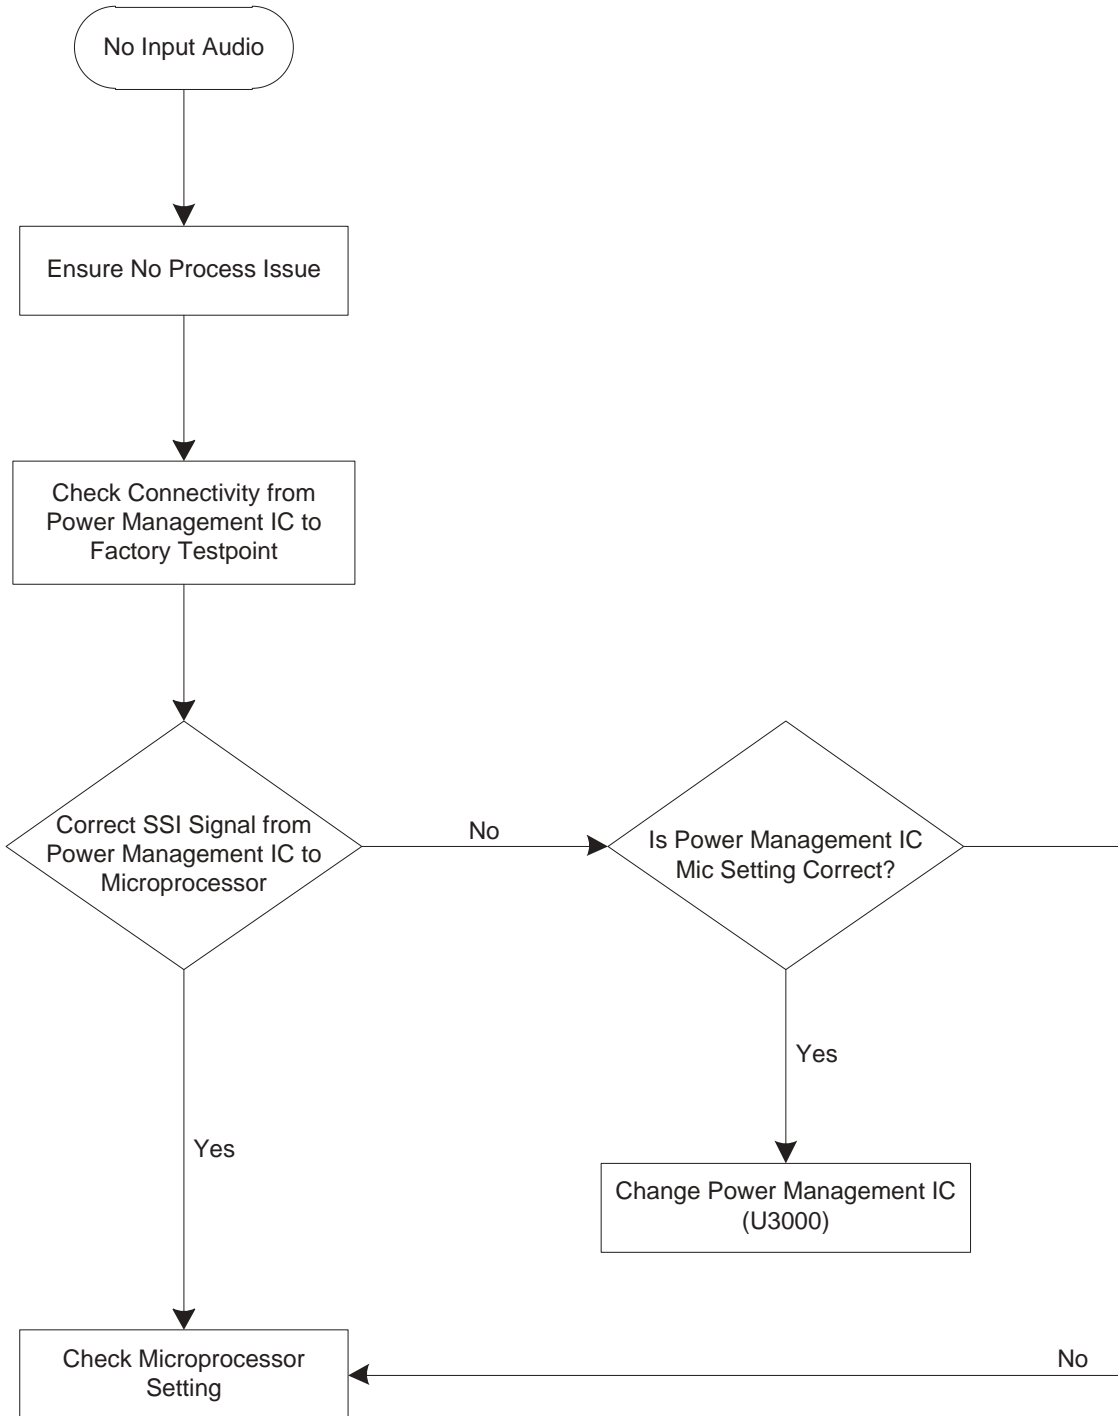 No Input Audio
Ensure No Process Issue
Check Connectivity from
Power Management IC to
Factory Testpoint
Correct SSI Signal from
Power Management IC to
Microprocessor
No
Is Power Management IC
Mic Setting Correct?
Yes
Yes
Change Power Management IC
(U3000)
Check Microprocessor
Setting
No